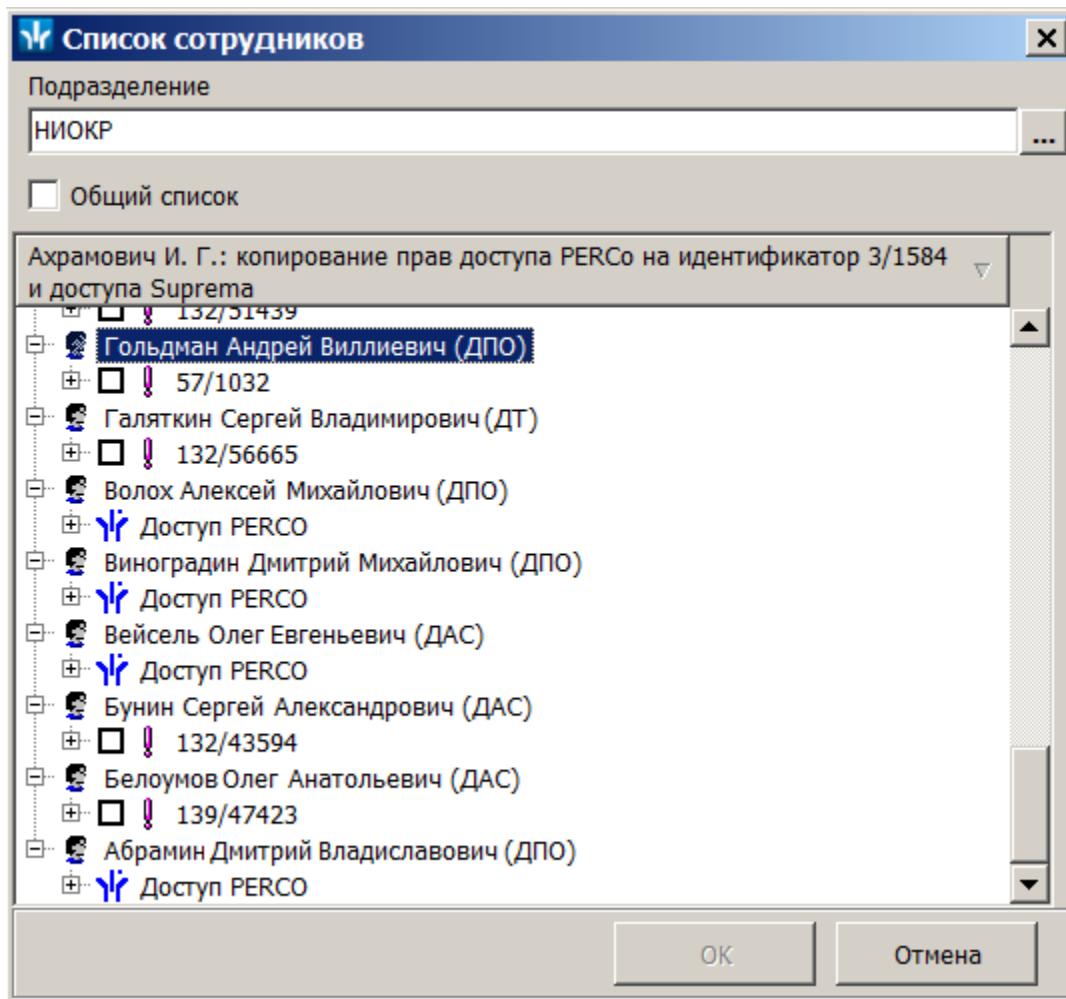 Список сотрудников
Подразделение
НИОКР
...
Общий список
Ахрамович И. Г.: копирование прав доступа PERCo на идентификатор 3/1584
и доступа Suprema
132/51439
Гольдман Андрей Виллиевич (ДПО)
57/1032
Галяткин Сергей Владимирович (ДТ)
132/56665
Волох Алексей Михайлович (ДПО)
Доступ PERCO
Виноградин Дмитрий Михайлович (ДПО)
Доступ PERCO
Вейсель Олег Евгеньевич (ДАС)
Доступ PERCO
Бунин Сергей Александрович (ДАС)
132/43594
Белоумов Олег Анатольевич (ДАС)
139/47423
Абрамин Дмитрий Владиславович (ДПО)
Доступ PERCO
ОК
Отмена